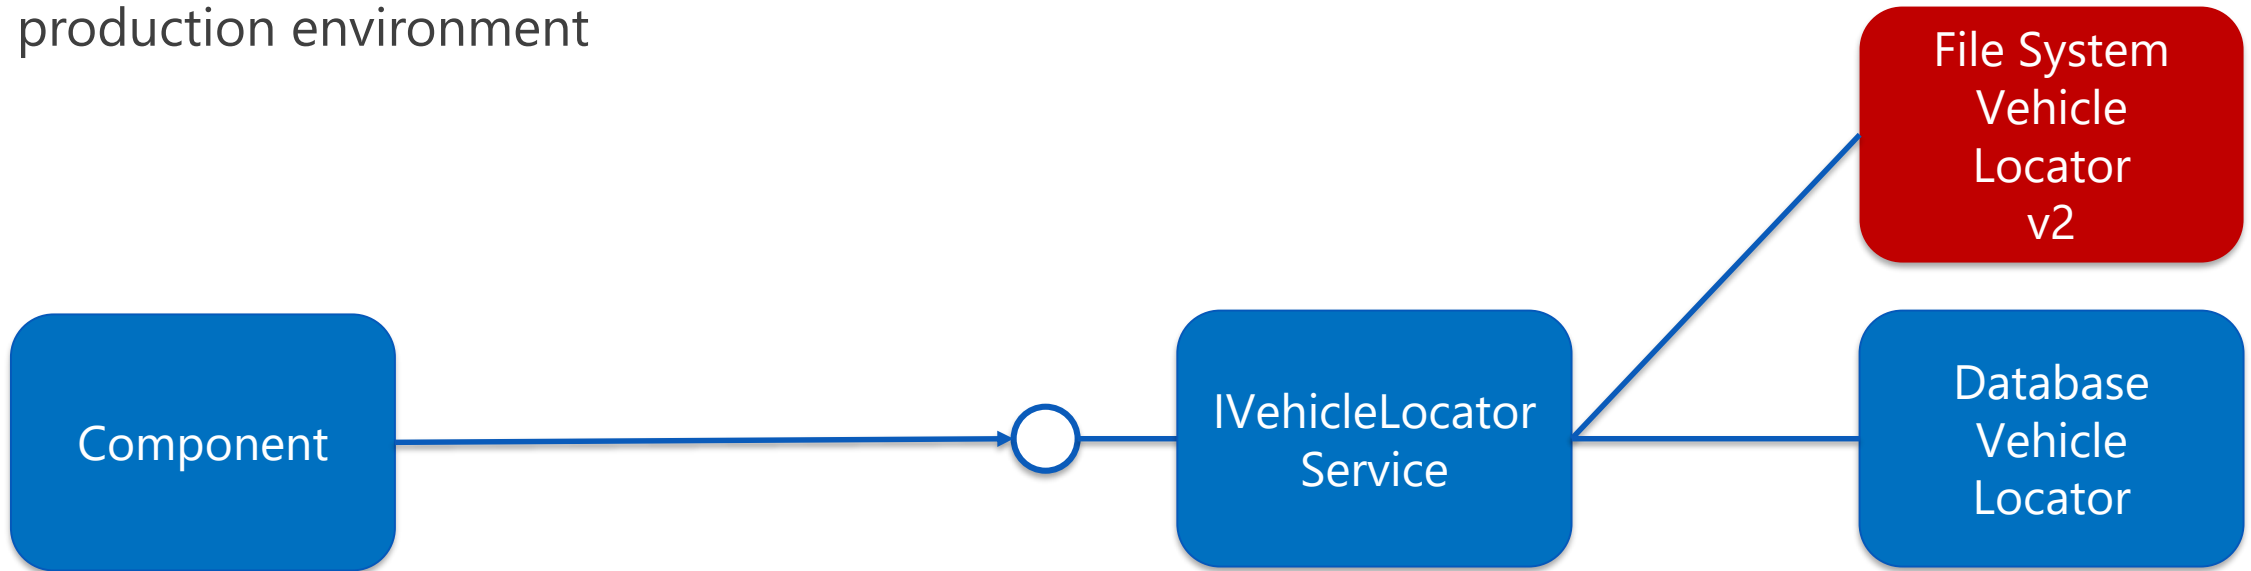 production environment
File System
Vehicle
Locator
v2
Component
IVehicleLocator
Service
Database
Vehicle
Locator